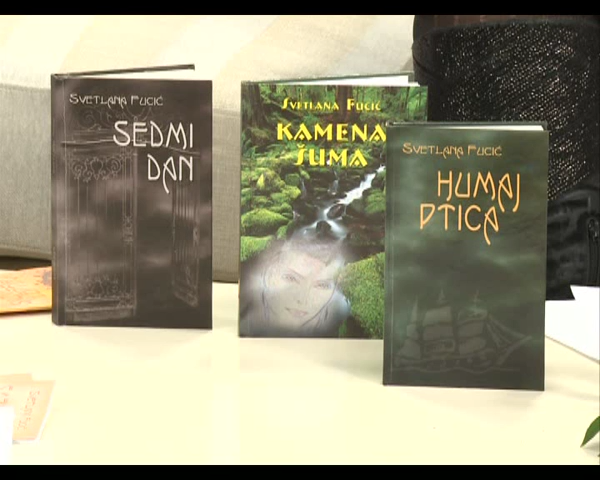 SVETLANA FUCIĆ
SEDMI
DAN
SVETLANA FUCIĆ
KAMENA
ŠUMA
SVETLANA FUCIĆ
HUMAJ
PTICA